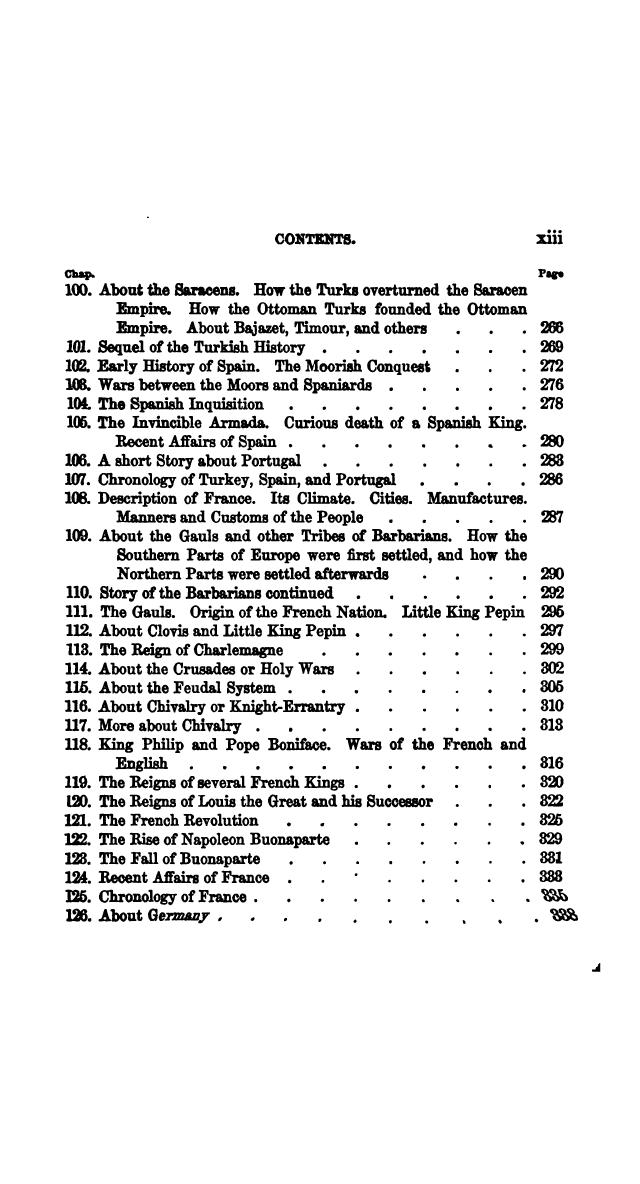 CONTENTS. xiii
Chap. Page
100. About the Saracens. How the Turks overturned the Saracen
Empire. How the Ottoman Turks founded the Ottoman
Empire. About Bajazet, Timour, and others . . . 266
101. Sequel of the Turkish History . . . . . . . 269
102. Early History of Spain. The Moorish Conquest . . . 272
103. Wars between the Moors and Spaniards . . . . . 276
104. The Spanish Inquisition . . . . . . . . 278
105. The Invincible Armada. Curious death of a Spanish King.
Recent Affairs of Spain . . . . . . . . 280
106. A short Story about Portugal . . . . . . . 283
107. Chronology of Turkey, Spain, and Portugal . . . . 286
108. Description of France. Its Climate. Cities. Manufactures.
Manners and Customs of the People . . . . . 287
109. About the Gauls and other Tribes of Barbarians. How the
Southern Parts of Europe were first settled, and how the
Northern Parts were settled afterwards . . . . 290
110. Story of the Barbarians continued . . . . . . 292
111. The Gauls. Origin of the French Nation. Little King Pepin 295
112. About Clovis and Little King Pepin . . . . . . 297
113. The Reign of Charlemagne . . . . . . . 299
114. About the Crusades or Holy Wars . . . . . . 302
115. About the Feudal System . . . . . . . . 305
116. About Chivalry or Knight-Errantry . . . . . . 310
117. More about Chivalry . . . . . . . . . 313
118. King Philip and Pope Boniface. Wars of the French and
English . . . . . . . . . . . 316
119. The Reigns of several French Kings . . . . . . 320
120. The Reigns of Louis the Great and his Successor . . . 322
121. The French Revolution . . . . . . . . 325
122. The Rise of Napoleon Buonaparte . . . . . . 329
123. The Fall of Buonaparte . . . . . . . . 331
124. Recent Affairs of France . . . . . . . . 333
125. Chronology of France . . . . . . . . . 335
126. About Germany . . . . . . . . . . 338